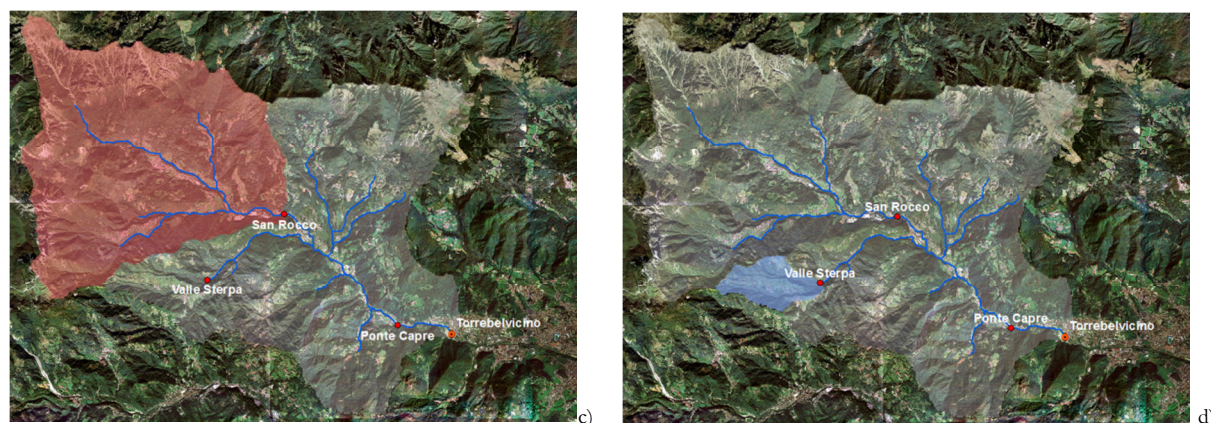 San Rocco
Valle Sterpa
Ponte Capre
Torrebelvicino
c)
San Rocco
Valle Sterpa
Ponte Capre
Torrebelvicino
d)